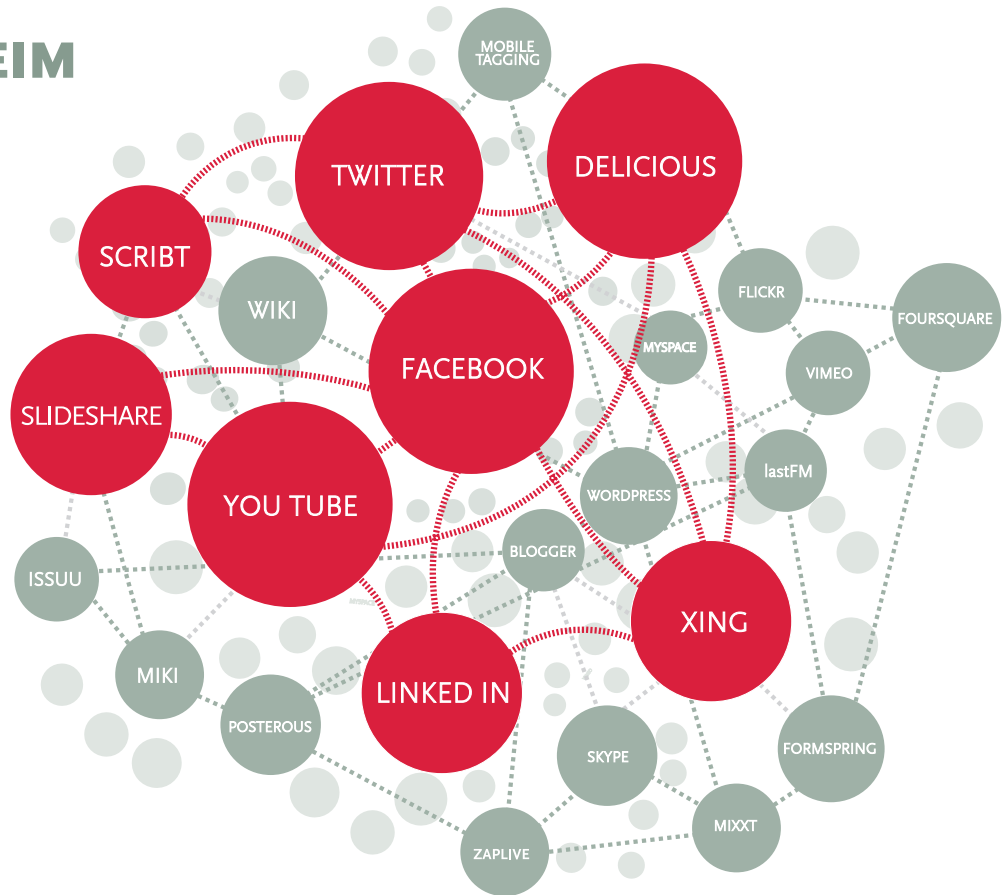 EIM
MOBILE
TAGGING
TWITTER
DELICIOUS
SCRIBT
WIKI
FLICKR
FOURSQUARE
MYSPACE
FACEBOOK
VIMEO
SLIDESHARE
lastFM
YOU TUBE
WORDPRESS
BLOGGER
ISSUU
XING
MIKI
LINKED IN
POSTEROUS
SKYPE
FORMSPRING
MIXXT
ZAPLIVE